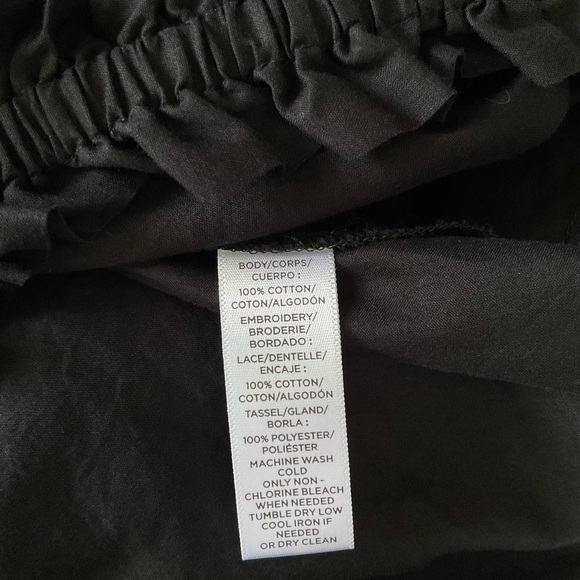 BODY/CORPS/
CUERPO :
100% COTTON/
COTON/ALGODÓN
EMBROIDERY/
BRODERIE/
BORDADO :
LACE/DENTELLE/
ENCAJE :
100% COTTON/
COTON/ALGODÓN
TASSEL/GLAND/
BORLA :
100% POLYESTER/
POLIÉSTER
MACHINE WASH
COLD
ONLY NON -
CHLORINE BLEACH
WHEN NEEDED
TUMBLE DRY LOW
COOL IRON IF
NEEDED
OR DRY CLEAN